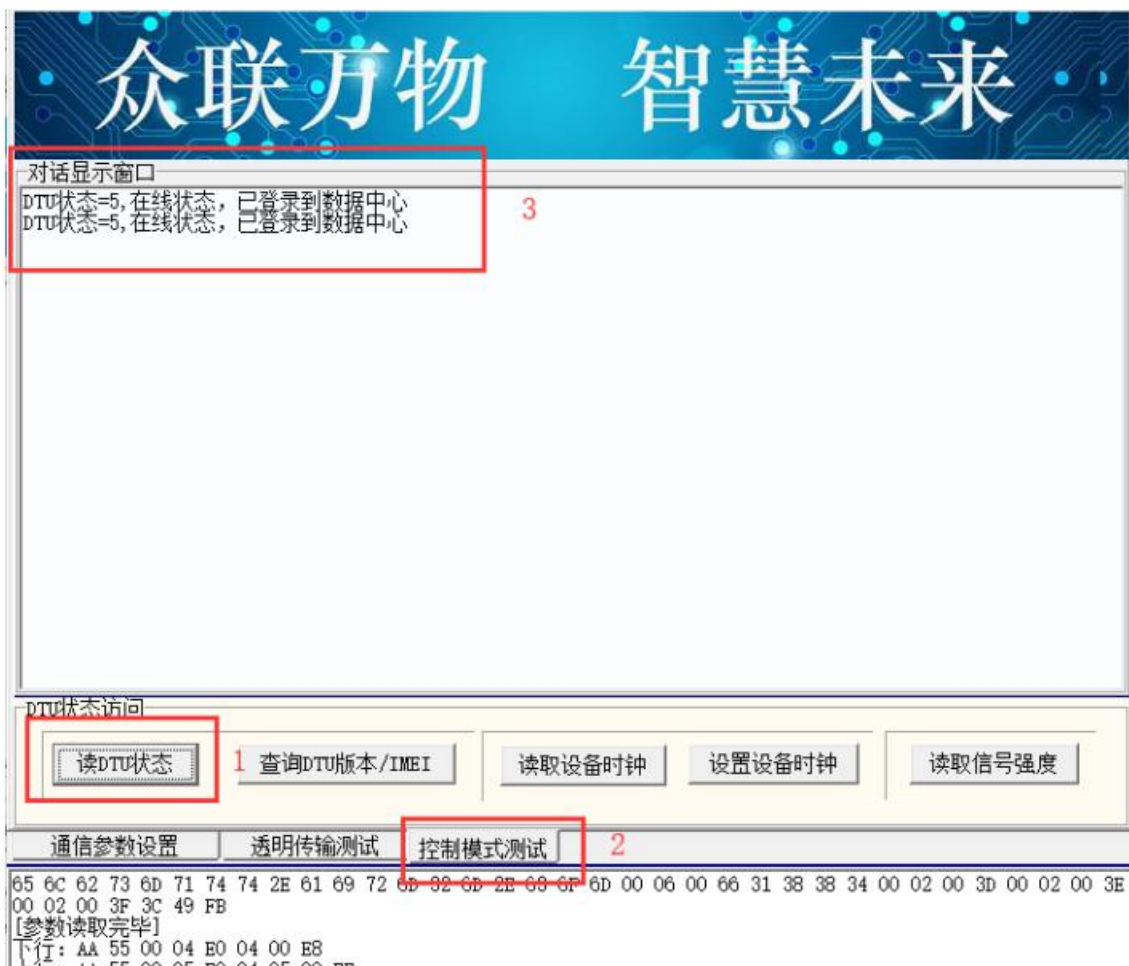 众联万物 智慧未来
对话显示窗口
DTU状态=5,在线状态，已登录到数据中心
DTU状态=5,在线状态，已登录到数据中心
3
DTU状态访问
读DTU状态
1
查询DTU版本/IMEI
读取设备时钟
设置设备时钟
读取信号强度
通信参数设置 透明传输测试 控制模式测试 2
65 6C 62 73 6D 71 74 74 2E 61 69 72 6D 32 6D 2E 63 6F 6D 00 06 00 66 31 38 38 34 00 02 00 3D 00 02 00 3E
00 02 00 3F 3C 49 FB
[参数读取完毕]
下行: AA 55 00 04 E0 04 00 E8